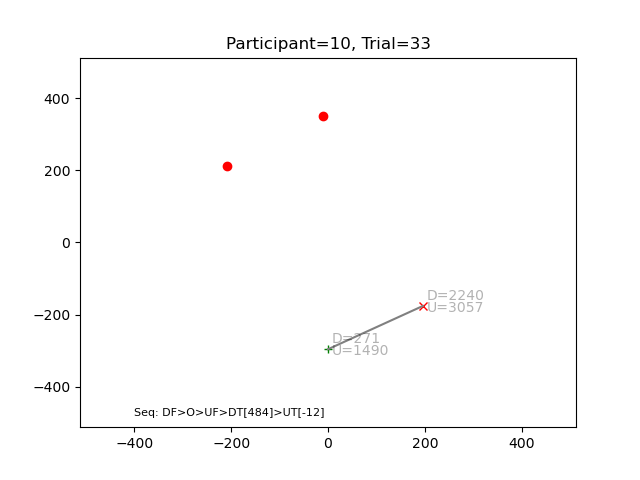 Participant=10, Trial=33
400
200
0
−200
−400
D=2240
U=3057
D=271
U=1490
Seq: DF>O>UF>DT[484]>UT[-12]
−400
−200
0
200
400